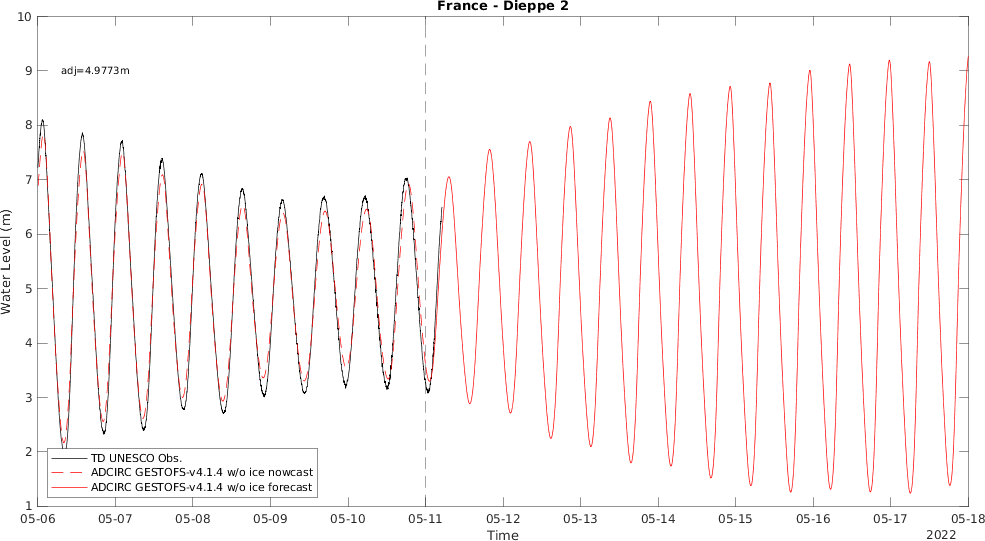 France - Dieppe 2
10
9
8
7
6
5
4
3
2
1
Water Level (m)
adj=4.9773m
TD UNESCO Obs.
ADCIRC GESTOFS-v4.1.4 w/o ice nowcast
ADCIRC GESTOFS-v4.1.4 w/o ice forecast
05-06 05-07 05-08 05-09 05-10 05-11 05-12 05-13 05-14 05-15 05-16 05-17 05-18
Time
2022